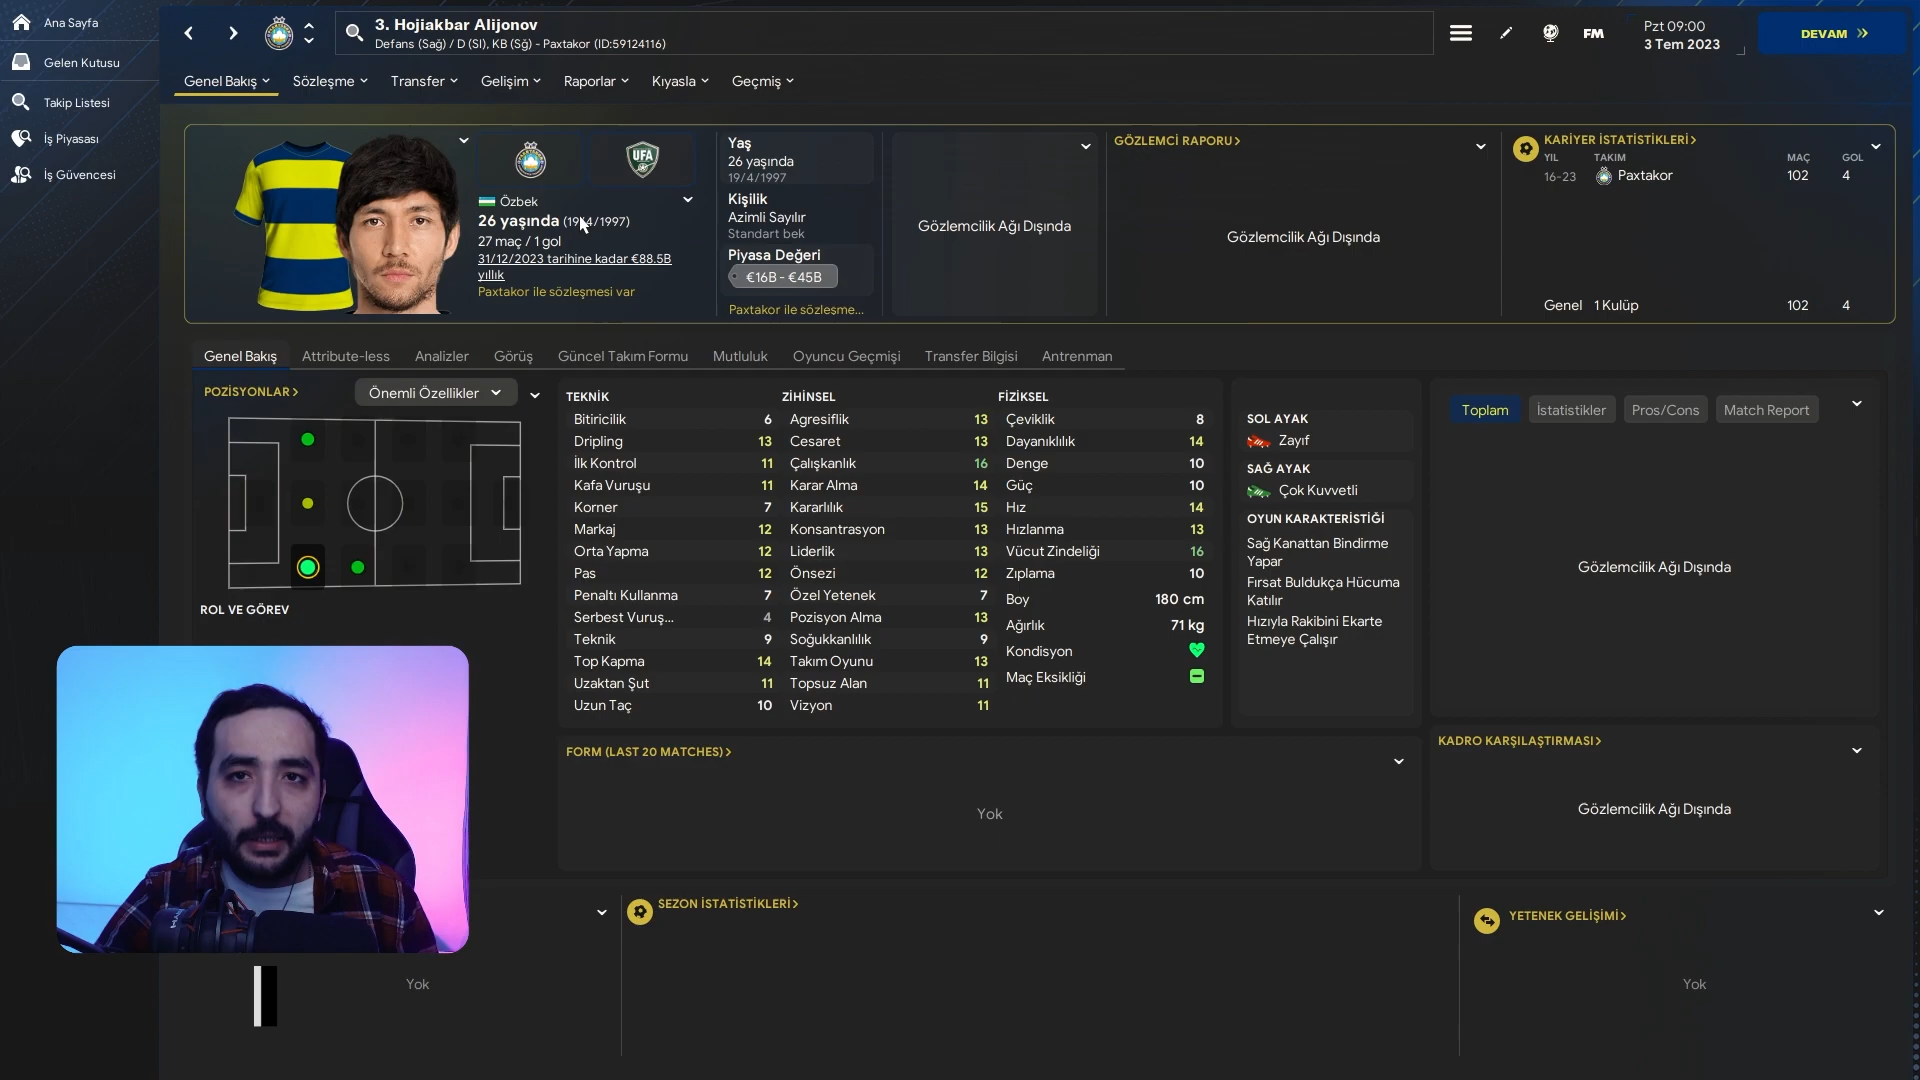 Ana Sayfa
Gelen Kutusu
Takip Listesi
İş Piyasası
İş Güvencesi
3. Hojiakbar Alijonov
Defans (Sağ) / D (Sl), KB (Sğ) - Paxtakor (ID:59124116)
FM
Pzt 09:00
3 Tem 2023
DEVAM
Genel Bakış
Sözleşme
Transfer
Gelişim
Raporlar
Kıyasla
Geçmiş
UFA
Özbek
26 yaşında (19/4/1997)
27 maç / 1 gol
31/12/2023 tarihine kadar €88.5B
yıllık
Paxtakor ile sözleşmesi var
Yaş
26 yaşında
19/4/1997
Kişilik
Azimli Sayılır
Standart bek
Piyasa Değeri
€16B - €45B
Paxtakor ile sözleşme...
Gözlemcilik Ağı Dışında
GÖZLEMCİ RAPORU
Gözlemcilik Ağı Dışında
KARİYER İSTATİSTİKLERİ
YIL TAKIM MAÇ GOL
16-23 Paxtakor 102 4
Genel 1 Kulüp 102 4
Genel Bakış
Attribute-less
Analizler
Görüş
Güncel Takım Formu
Mutluluk
Oyuncu Geçmişi
Transfer Bilgisi
Antrenman
POZİSYONLAR
Önemli Özellikler
ROL VE GÖREV
TEKNİK
Bitiricilik 6
Dripling 13
İlk Kontrol 11
Kafa Vuruşu 11
Korner 7
Markaj 12
Orta Yapma 12
Pas 12
Penaltı Kullanma 7
Serbest Vuruş... 4
Teknik 9
Top Kapma 14
Uzaktan Şut 11
Uzun Taç 10
ZİHİNSEL
Agresiflik 13
Cesaret 13
Çalışkanlık 16
Karar Alma 14
Kararlılık 15
Konsantrasyon 13
Liderlik 13
Önsezi 12
Özel Yetenek 7
Pozisyon Alma 13
Soğukkanlılık 9
Takım Oyunu 13
Topsuz Alan 11
Vizyon 11
FİZİKSEL
Çeviklik 8
Dayanıklılık 14
Denge 10
Güç 10
Hız 14
Hızlanma 13
Vücut Zindeliği 16
Zıplama 10
Boy 180 cm
Ağırlık 71 kg
Kondisyon
Maç Eksikliği
SOL AYAK
Zayıf
SAĞ AYAK
Çok Kuvvetli
OYUN KARAKTERİSTİĞİ
Sağ Kanattan Bindirme
Yapar
Fırsat Buldukça Hücuma
Katılır
Hızıyla Rakibini Ekarte
Etmeye Çalışır
Toplam
İstatistikler
Pros/Cons
Match Report
Gözlemcilik Ağı Dışında
FORM (LAST 20 MATCHES)
Yok
KADRO KARŞILAŞTIRMASI
Gözlemcilik Ağı Dışında
Yok
SEZON İSTATİSTİKLERİ
YETENEK GELİŞİMİ
Yok